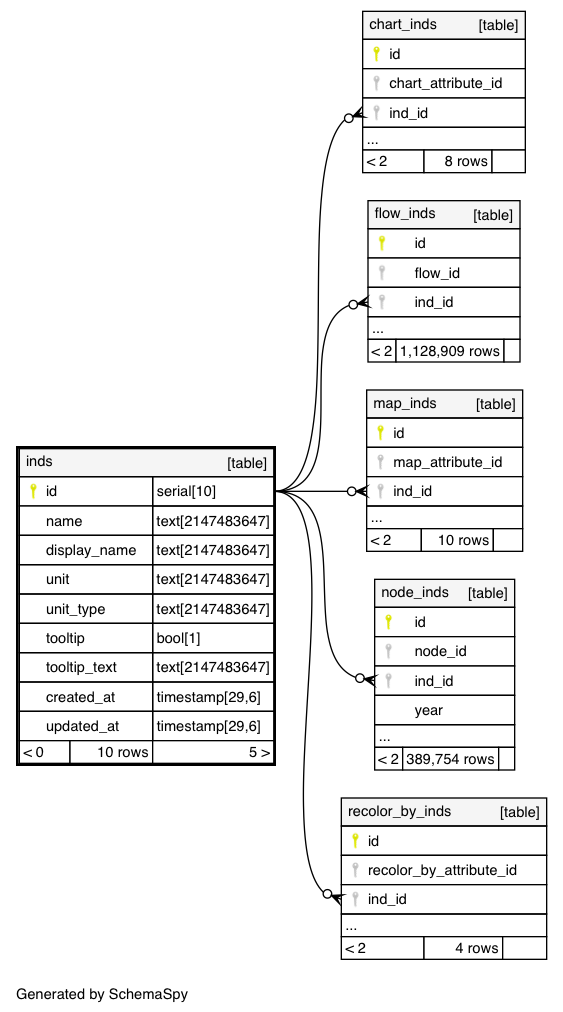 chart_inds [table]
id
chart_attribute_id
ind_id
...
< 2 8 rows
flow_inds [table]
id
flow_id
ind_id
...
< 2 1,128,909 rows
map_inds [table]
id
map_attribute_id
ind_id
...
< 2 10 rows
inds [table]
id serial[10]
name text[2147483647]
display_name text[2147483647]
unit text[2147483647]
unit_type text[2147483647]
tooltip bool[1]
tooltip_text text[2147483647]
created_at timestamp[29,6]
updated_at timestamp[29,6]
< 0 10 rows 5 >
node_inds [table]
id
node_id
ind_id
year
...
< 2 389,754 rows
recolor_by_inds [table]
id
recolor_by_attribute_id
ind_id
...
< 2 4 rows
Generated by SchemaSpy